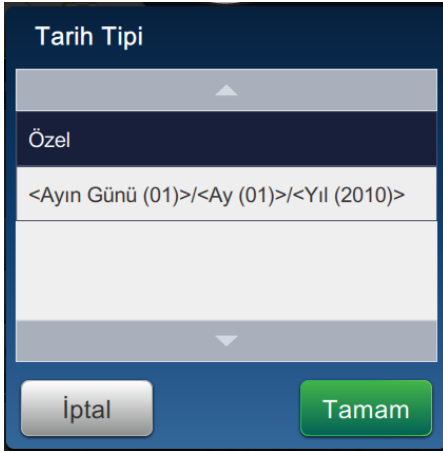 Tarih Tipi
Özel
<Ayın Günü (01)>/<Ay (01)>/<Yıl (2010)>
İptal
Tamam